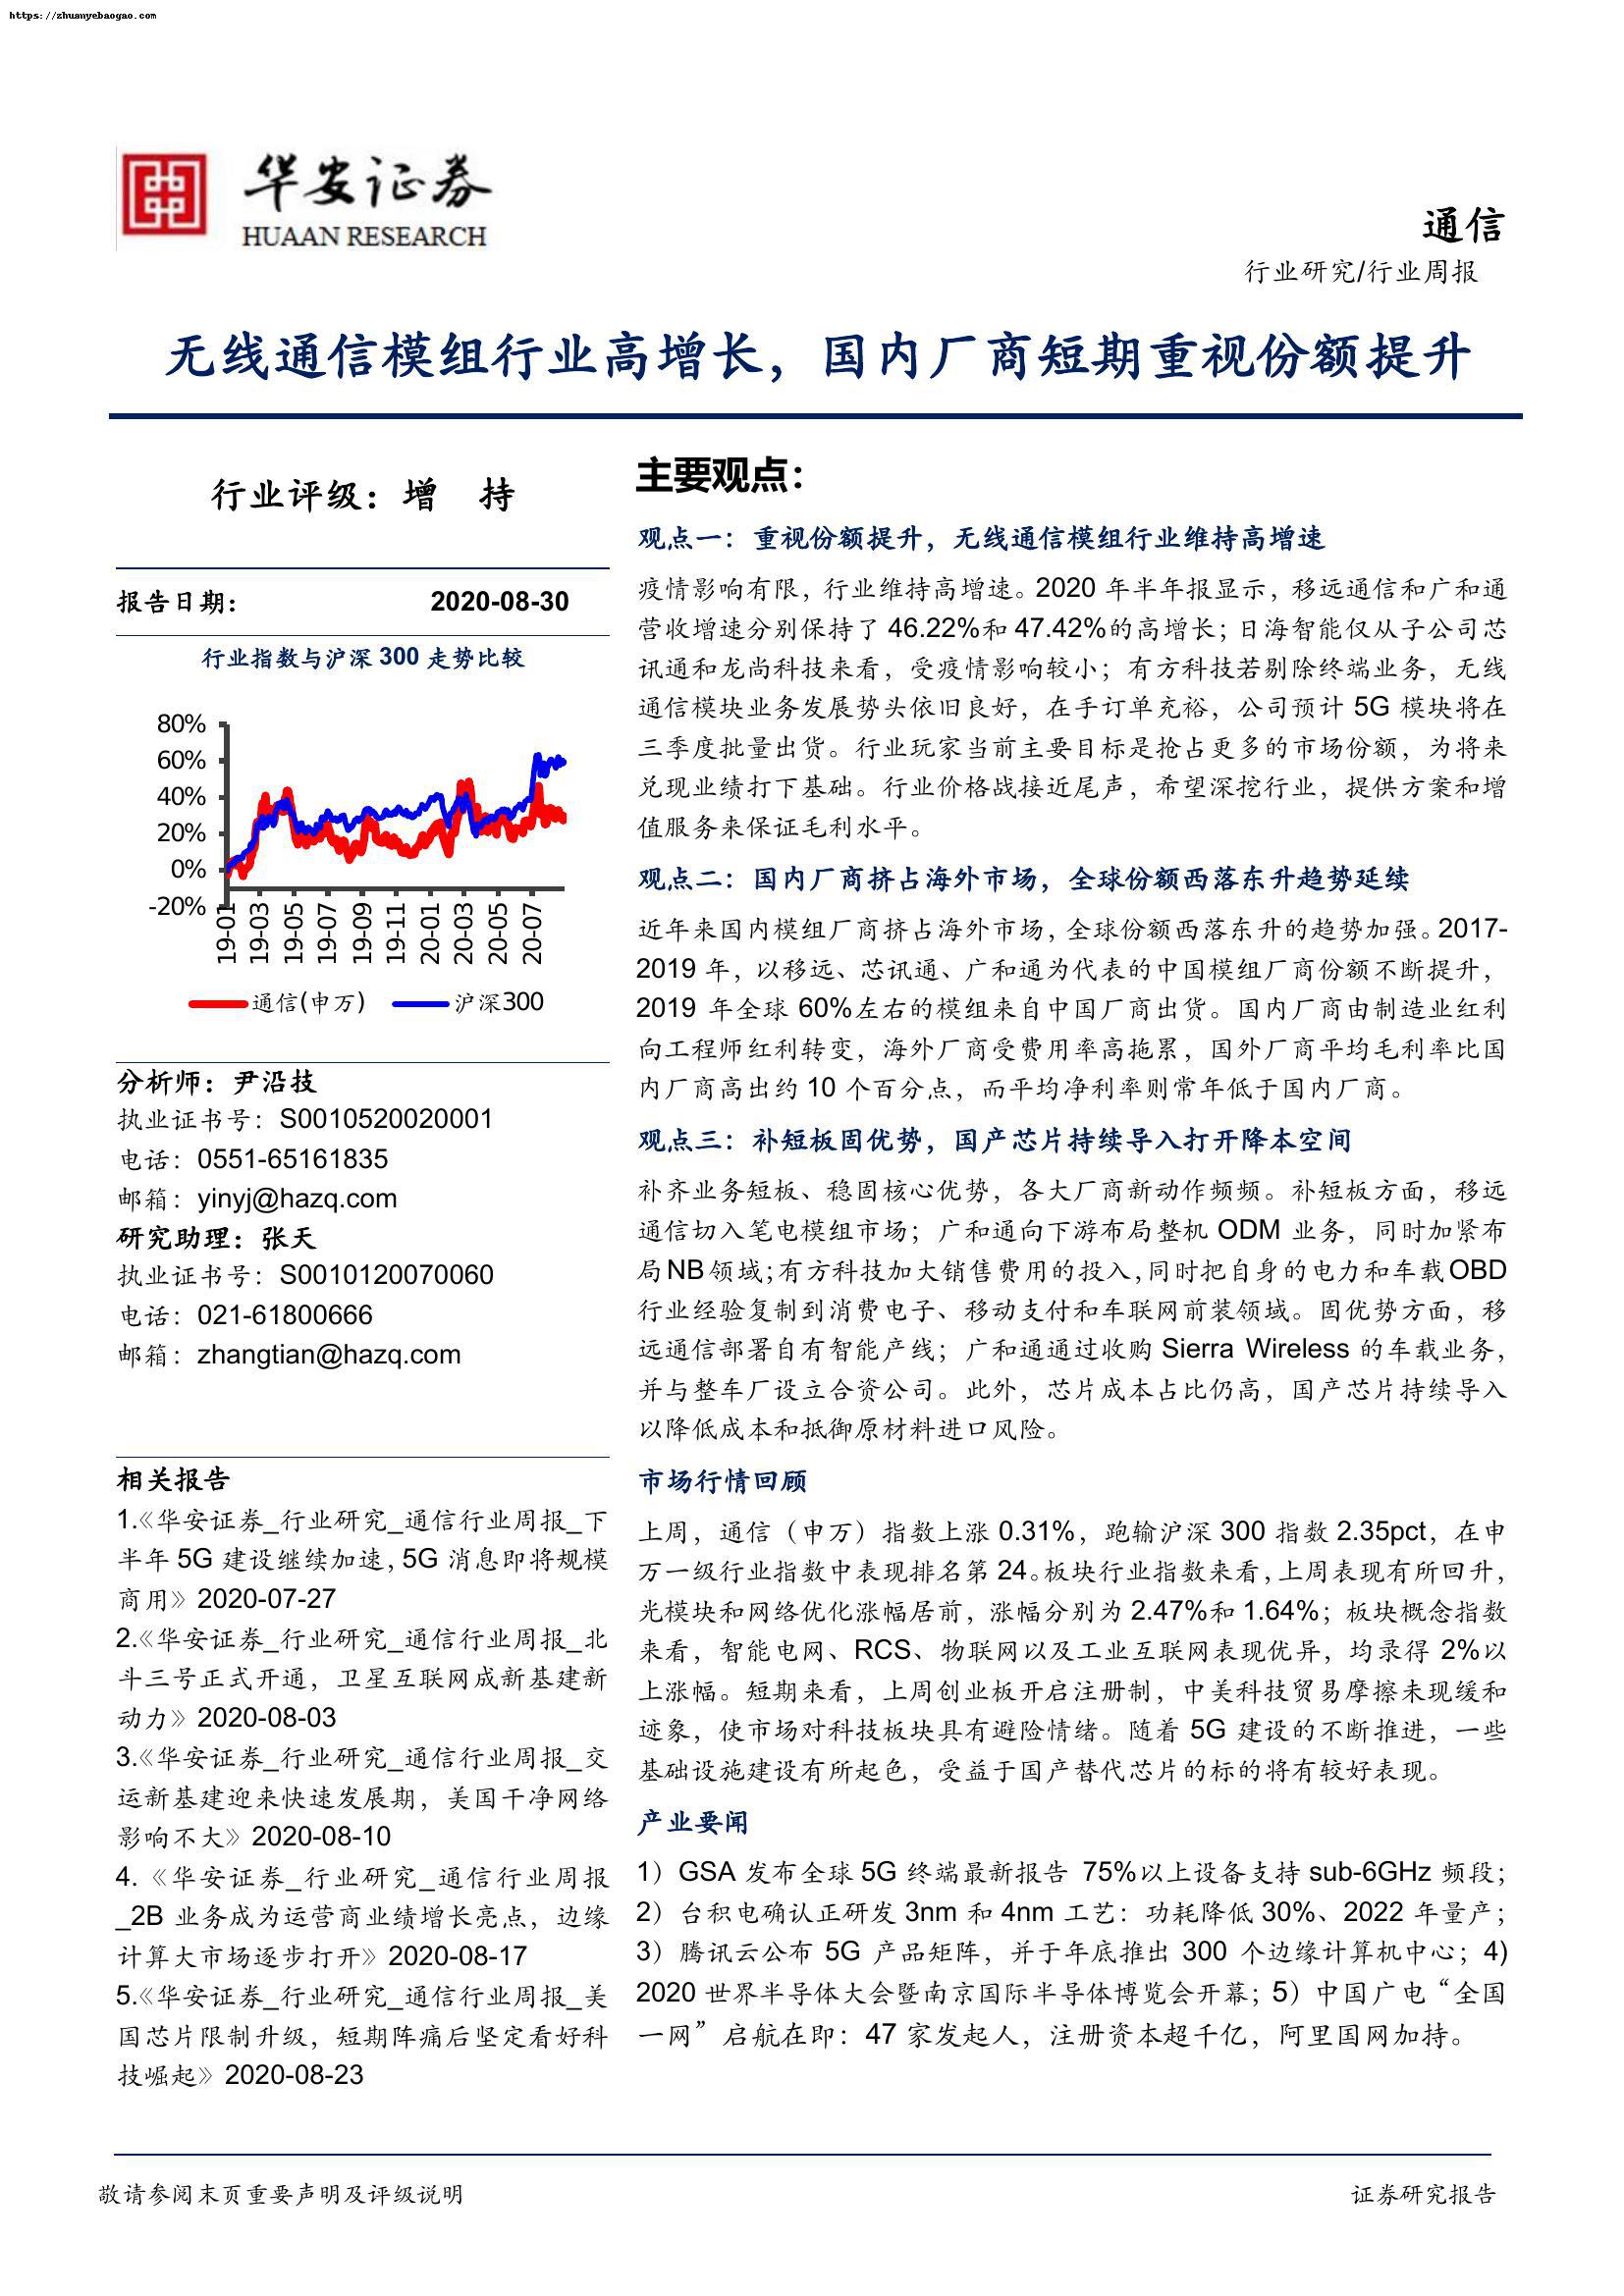 https://zhuanyebaogao.com
华安证券
HUAAN RESEARCH
通信
行业研究/行业周报
无线通信模组行业高增长，国内厂商短期重视份额提升
行业评级：增 持
报告日期： 2020-08-30
行业指数与沪深 300 走势比较
80%
60%
40%
20%
0%
-20%
19-01
19-03
19-05
19-07
19-09
19-11
20-01
20-03
20-05
20-07
通信(申万) 沪深300
分析师：尹沿技
执业证书号：S0010520020001
电话：0551-65161835
邮箱：yinyj@hazq.com
研究助理：张天
执业证书号：S0010120070060
电话：021-61800666
邮箱：zhangtian@hazq.com
相关报告
1.《华安证券_行业研究_通信行业周报_下
半年 5G 建设继续加速，5G 消息即将规模
商用》2020-07-27
2.《华安证券_行业研究_通信行业周报_北
斗三号正式开通，卫星互联网成新基建新
动力》2020-08-03
3.《华安证券_行业研究_通信行业周报_交
运新基建迎来快速发展期，美国干净网络
影响不大》2020-08-10
4.《华安证券_行业研究_通信行业周报
_2B 业务成为运营商业绩增长亮点，边缘
计算大市场逐步打开》2020-08-17
5.《华安证券_行业研究_通信行业周报_美
国芯片限制升级，短期阵痛后坚定看好科
技崛起》2020-08-23
主要观点：
观点一：重视份额提升，无线通信模组行业维持高增速
疫情影响有限，行业维持高增速。2020 年半年报显示，移远通信和广和通
营收增速分别保持了 46.22%和 47.42%的高增长；日海智能仅从子公司芯
讯通和龙尚科技来看，受疫情影响较小；有方科技若剔除终端业务，无线
通信模块业务发展势头依旧良好，在手订单充裕，公司预计 5G 模块将在
三季度批量出货。行业玩家当前主要目标是抢占更多的市场份额，为将来
兑现业绩打下基础。行业价格战接近尾声，希望深挖行业，提供方案和增
值服务来保证毛利水平。
观点二：国内厂商挤占海外市场，全球份额西落东升趋势延续
近年来国内模组厂商挤占海外市场，全球份额西落东升的趋势加强。2017-
2019 年，以移远、芯讯通、广和通为代表的中国模组厂商份额不断提升，
2019 年全球 60%左右的模组来自中国厂商出货。国内厂商由制造业红利
向工程师红利转变，海外厂商受费用率高拖累，国外厂商平均毛利率比国
内厂商高出约 10 个百分点，而平均净利率则常年低于国内厂商。
观点三：补短板固优势，国产芯片持续导入打开降本空间
补齐业务短板、稳固核心优势，各大厂商新动作频频。补短板方面，移远
通信切入笔电模组市场；广和通向下游布局整机 ODM 业务，同时加紧布
局NB领域；有方科技加大销售费用的投入，同时把自身的电力和车载OBD
行业经验复制到消费电子、移动支付和车联网前装领域。固优势方面，移
远通信部署自有智能产线；广和通通过收购 Sierra Wireless 的车载业务，
并与整车厂设立合资公司。此外，芯片成本占比仍高，国产芯片持续导入
以降低成本和抵御原材料进口风险。
市场行情回顾
上周，通信（申万）指数上涨 0.31%，跑输沪深 300 指数 2.35pct，在申
万一级行业指数中表现排名第 24。板块行业指数来看，上周表现有所回升，
光模块和网络优化涨幅居前，涨幅分别为 2.47%和 1.64%；板块概念指数
来看，智能电网、RCS、物联网以及工业互联网表现优异，均录得 2%以
上涨幅。短期来看，上周创业板开启注册制，中美科技贸易摩擦未现缓和
迹象，使市场对科技板块具有避险情绪。随着 5G 建设的不断推进，一些
基础设施建设有所起色，受益于国产替代芯片的标的将有较好表现。
产业要闻
1）GSA 发布全球 5G 终端最新报告 75%以上设备支持 sub-6GHz 频段；
2）台积电确认正研发 3nm 和 4nm 工艺：功耗降低 30%、2022 年量产；
3）腾讯云公布 5G 产品矩阵，并于年底推出 300 个边缘计算机中心；4)
2020 世界半导体大会暨南京国际半导体博览会开幕；5）中国广电“全国
一网”启航在即：47 家发起人，注册资本超千亿，阿里国网加持。
敬请参阅末页重要声明及评级说明
证券研究报告